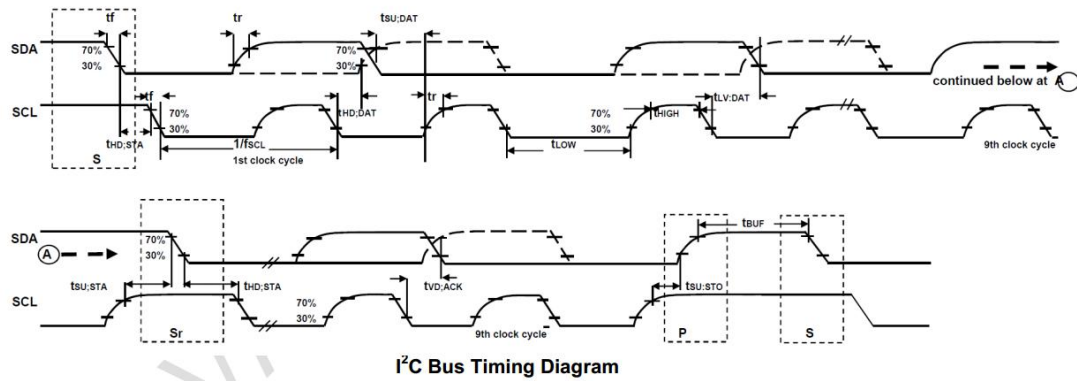 tf
tr
tSU;DAT
SDA
70%
30%
70%
30%
continued below at A
tf
tr
SCL
70%
30%
tHD;DAT
70%
30%
tHIGH
tLV:DAT
tHD;STA
1/fSCL
tLOW
S
1st clock cycle
9th clock cycle
SDA
A
70%
30%
tBUF
tSU;STA
tHD;STA
tVD;ACK
tSU:STO
SCL
70%
30%
Sr
9th clock cycle
P
S
I²C Bus Timing Diagram